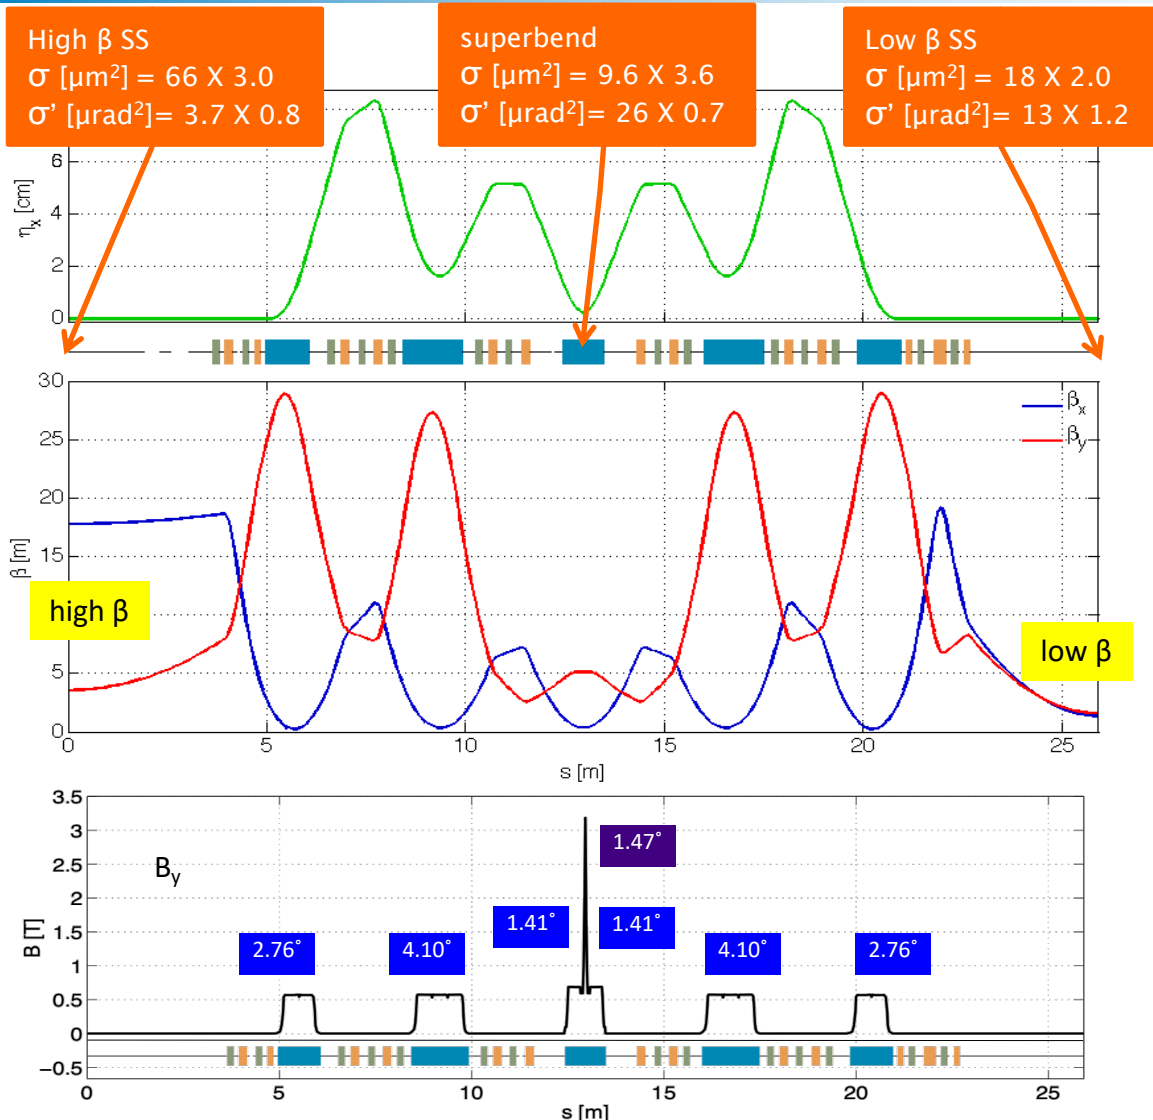 High β SS
σ [μm²] = 66 X 3.0
σ’ [μrad²]= 3.7 X 0.8
superbend
σ [μm²] = 9.6 X 3.6
σ’ [μrad²]= 26 X 0.7
Low β SS
σ [μm²] = 18 X 2.0
σ’ [μrad²]= 13 X 1.2
η_x [cm]
6
4
2
0
30
25
20
15
10
5
0
β [m]
β_x
β_y
high β
low β
0 5 10 15 20 25
s [m]
3.5
3
2.5
2
1.5
1
0.5
0
−0.5
B [T]
B_y
1.47˚
1.41˚ 1.41˚
2.76˚ 4.10˚ 4.10˚ 2.76˚
0 5 10 15 20 25
s [m]